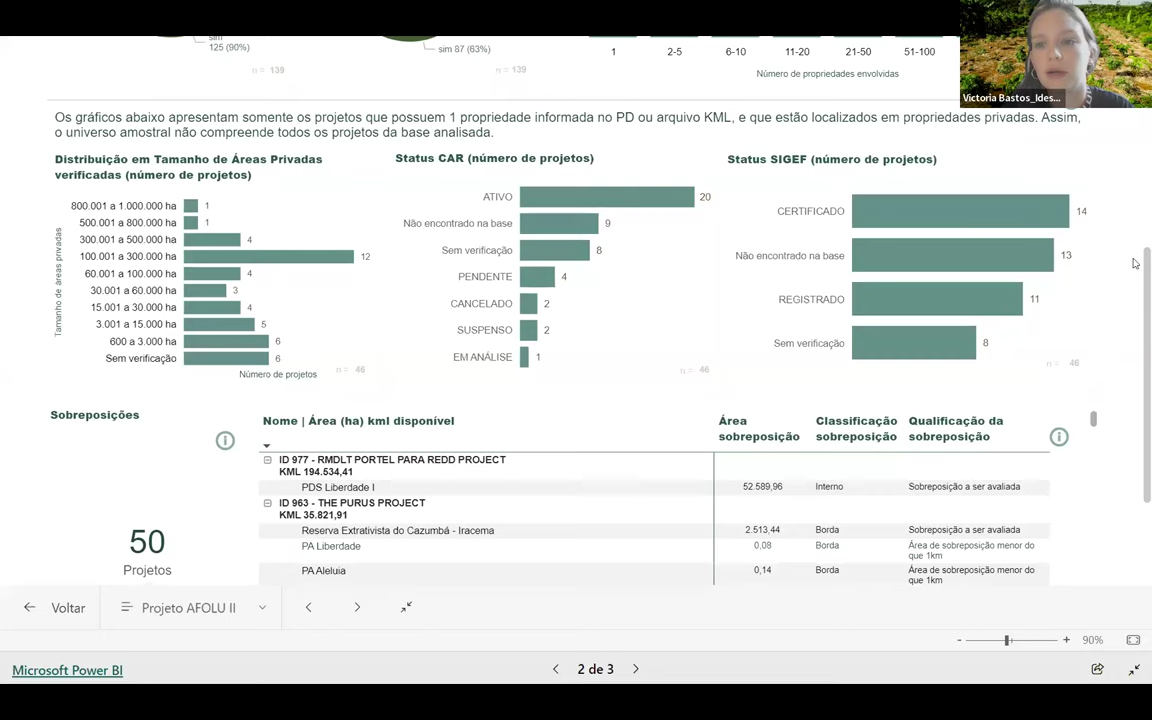 sim
125 (90%)
sim 87 (63%)
n = 139
n = 139
1
2-5
6-10
11-20
21-50
51-100
Número de propriedades envolvidas
Victoria Bastos_Ides...
Os gráficos abaixo apresentam somente os projetos que possuem 1 propriedade informada no PD ou arquivo KML, e que estão localizados em propriedades privadas. Assim,
o universo amostral não compreende todos os projetos da base analisada.
Distribuição em Tamanho de Áreas Privadas
verificadas (número de projetos)
Tamanho de áreas privadas
800.001 a 1.000.000 ha 1
500.001 a 800.000 ha 1
300.001 a 500.000 ha 4
100.001 a 300.000 ha 12
60.001 a 100.000 ha 4
30.001 a 60.000 ha 3
15.001 a 30.000 ha 4
3.001 a 15.000 ha 5
600 a 3.000 ha 6
Sem verificação 6
Número de projetos
n = 46
Status CAR (número de projetos)
ATIVO 20
Não encontrado na base 9
Sem verificação 8
PENDENTE 4
CANCELADO 2
SUSPENSO 2
EM ANÁLISE 1
n = 46
Status SIGEF (número de projetos)
CERTIFICADO 14
Não encontrado na base 13
REGISTRADO 11
Sem verificação 8
n = 46
Sobreposições
50
Projetos
Nome | Área (ha) kml disponível
Área
sobreposição
Classificação
sobreposição
Qualificação da
sobreposição
ID 977 - RMDLT PORTEL PARA REDD PROJECT
KML 194.534,41
PDS Liberdade I 52.589,96 Interno Sobreposição a ser avaliada
ID 963 - THE PURUS PROJECT
KML 35.821,91
Reserva Extrativista do Cazumbá - Iracema 2.513,44 Borda Sobreposição a ser avaliada
PA Liberdade 0,08 Borda Área de sobreposição menor do
que 1km
PA Aleluia 0,14 Borda Área de sobreposição menor do
que 1km
Voltar
Projeto AFOLU II
- + 90%
Microsoft Power BI
2 de 3